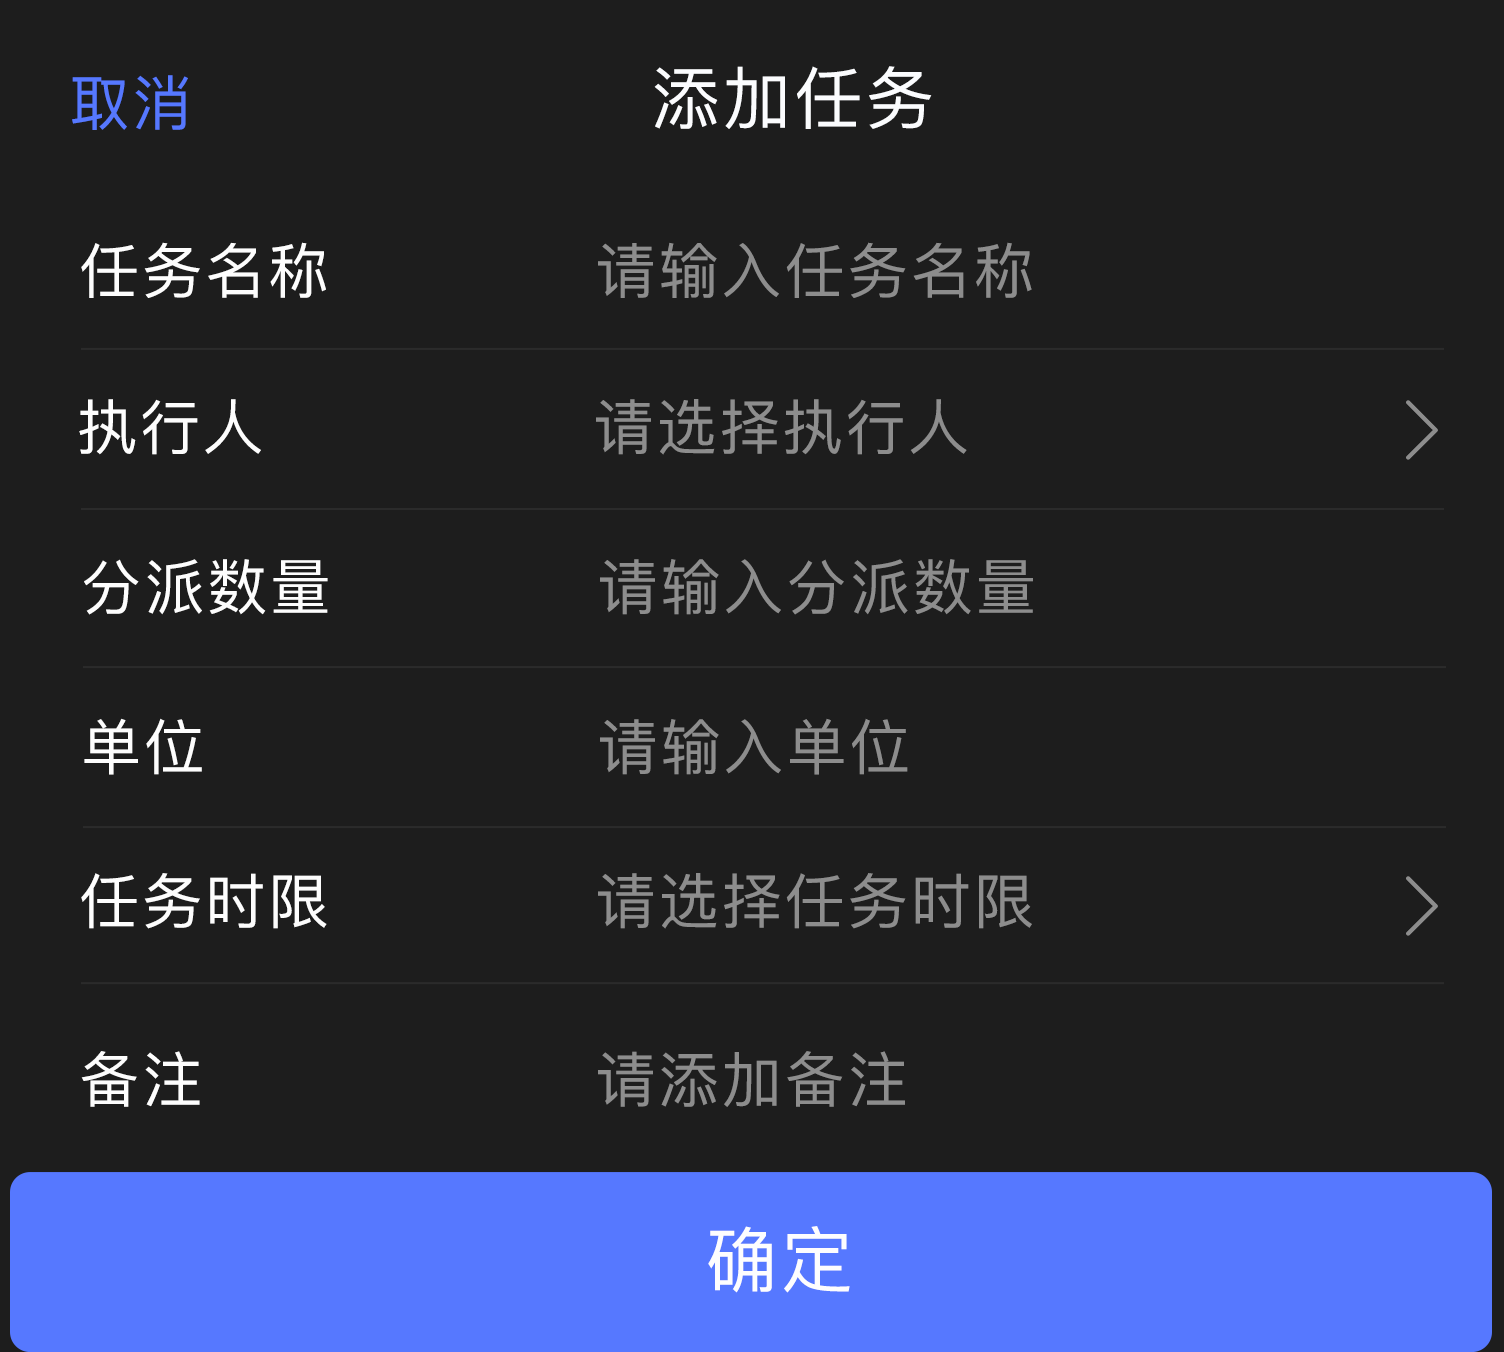 取消 添加任务
任务名称 请输入任务名称
执行人 请选择执行人
分派数量 请输入分派数量
单位 请输入单位
任务时限 请选择任务时限
备注 请添加备注
确定